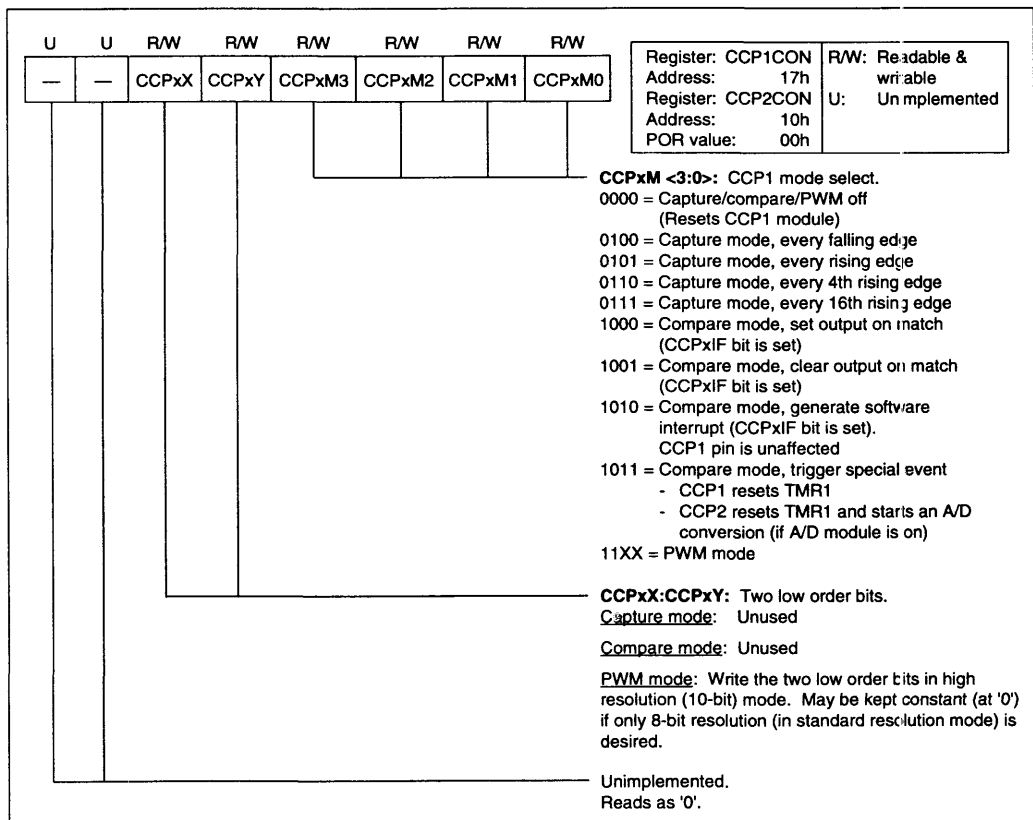 U U R/W R/W R/W R/W R/W R/W
— — CCPxX CCPxY CCPxM3 CCPxM2 CCPxM1 CCPxM0
Register: CCP1CON R/W: Readable &
Address: 17h writable
Register: CCP2CON U: Unimplemented
Address: 10h
POR value: 00h
CCPxM <3:0>: CCP1 mode select.
0000 = Capture/compare/PWM off
(Resets CCP1 module)
0100 = Capture mode, every falling edge
0101 = Capture mode, every rising edge
0110 = Capture mode, every 4th rising edge
0111 = Capture mode, every 16th rising edge
1000 = Compare mode, set output on match
(CCPxIF bit is set)
1001 = Compare mode, clear output on match
(CCPxIF bit is set)
1010 = Compare mode, generate software
interrupt (CCPxIF bit is set).
CCP1 pin is unaffected
1011 = Compare mode, trigger special event
- CCP1 resets TMR1
- CCP2 resets TMR1 and starts an A/D
conversion (if A/D module is on)
11XX = PWM mode
CCPxX:CCPxY: Two low order bits.
Capture mode: Unused
Compare mode: Unused
PWM mode: Write the two low order bits in high
resolution (10-bit) mode. May be kept constant (at '0')
if only 8-bit resolution (in standard resolution mode) is
desired.
Unimplemented.
Reads as '0'.